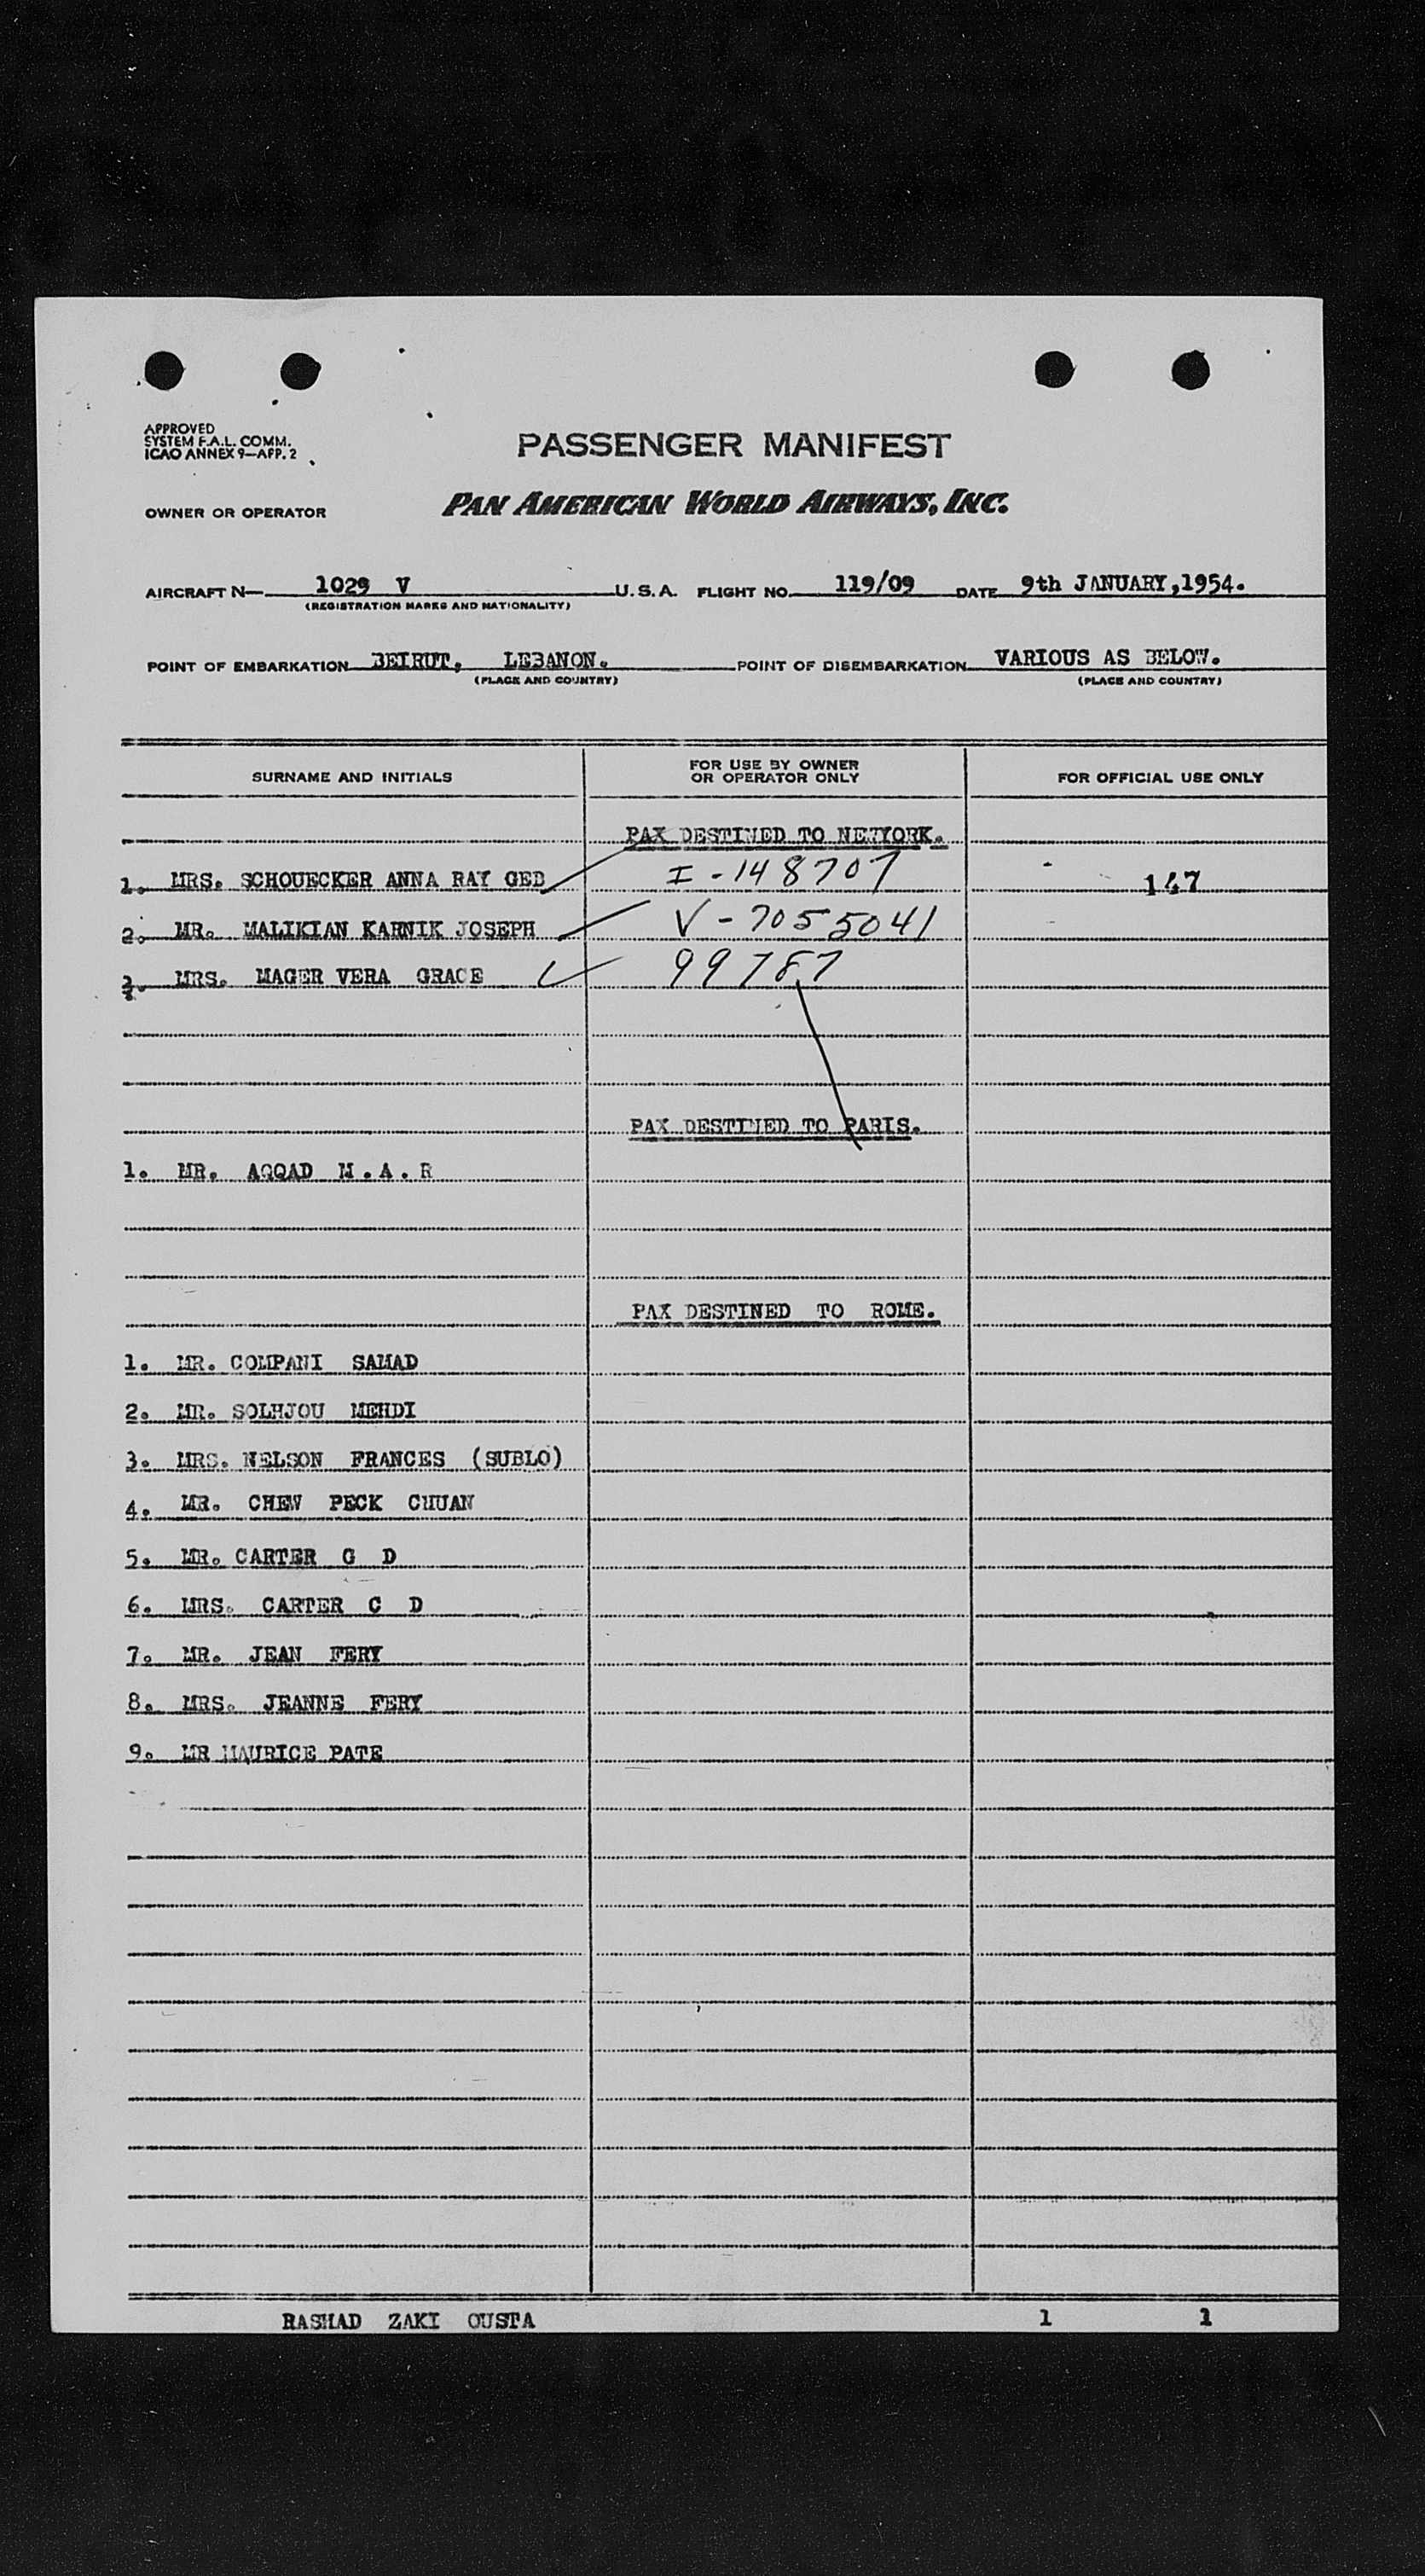 APPROVED
SYSTEM F.A.L. COMM.
ICAO ANNEX 9—APP. 2
PASSENGER MANIFEST
OWNER OR OPERATOR PAN AMERICAN WORLD AIRWAYS, INC.
AIRCRAFT N— 1029 V U.S.A. FLIGHT NO. 119/09 DATE 9th JANUARY,1954.
(REGISTRATION MARKS AND NATIONALITY)
POINT OF EMBARKATION BEIRUT, LEBANON. POINT OF DISEMBARKATION VARIOUS AS BELOW.
(PLACE AND COUNTRY) (PLACE AND COUNTRY)
SURNAME AND INITIALS FOR USE BY OWNER OR OPERATOR ONLY FOR OFFICIAL USE ONLY
PAX DESTINED TO NEWYORK.
1. MRS. SCHOUECKER ANNA RAY GED I-148707 147
2. MR. MALIKIAN KARNIK JOSEPH V-7055041
3. MRS. MAGER VERA GRACE 99787
PAX DESTINED TO PARIS.
1. MR. AQQAD M.A.R
PAX DESTINED TO ROME.
1. MR. COMPANI SAMAD
2. MR. SOLHJOU MEHDI
3. MRS. NELSON FRANCES (SUBLO)
4. MR. CHEW PECK CHUAN
5. MR. CARTER G D
6. MRS. CARTER C D
7. MR. JEAN FERY
8. MRS. JEANNE FERY
9. MR MAURICE PATE
RASHAD ZAKI OUSTA 1 1